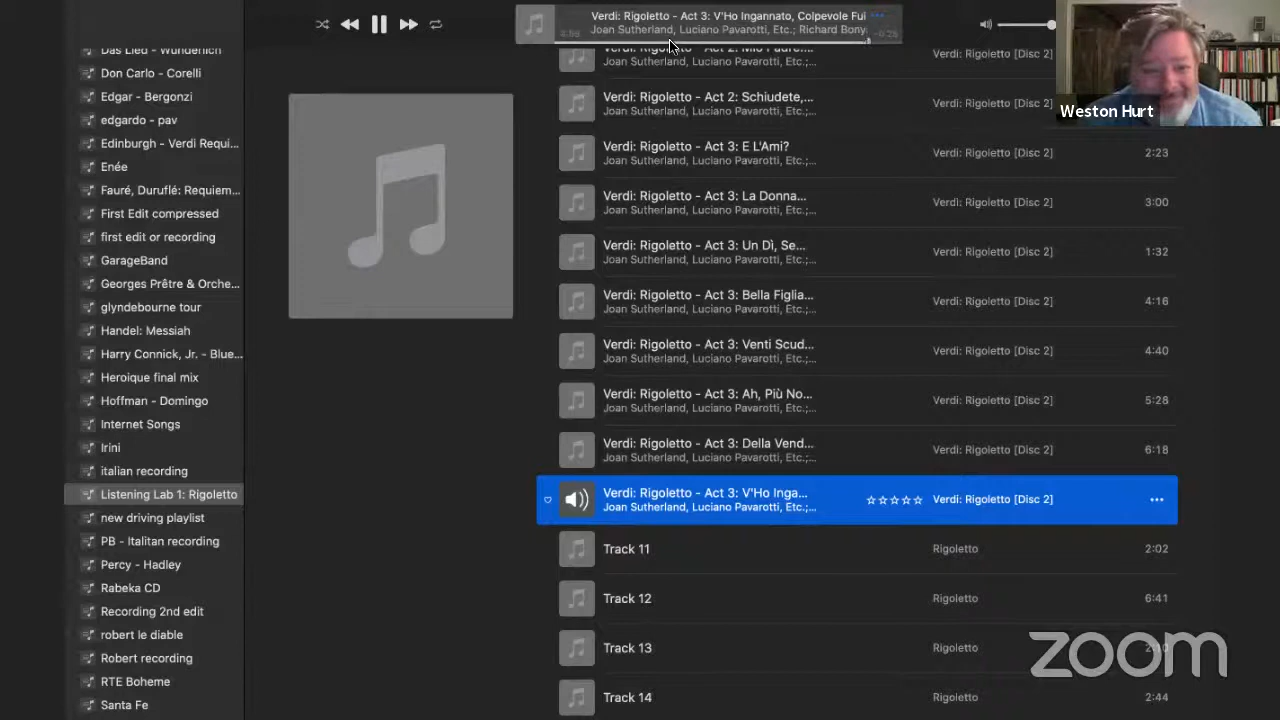 Das Lied - Wunderlich
Don Carlo - Corelli
Edgar - Bergonzi
edgardo - pav
Edinburgh - Verdi Requi...
Enée
Fauré, Duruflé: Requiem...
First Edit compressed
first edit or recording
GarageBand
Georges Prêtre & Orche...
glyndebourne tour
Handel: Messiah
Harry Connick, Jr. - Blue...
Heroique final mix
Hoffman - Domingo
Internet Songs
Irini
italian recording
Listening Lab 1: Rigoletto
new driving playlist
PB - Italitan recording
Percy - Hadley
Rabeka CD
Recording 2nd edit
robert le diable
Robert recording
RTE Boheme
Santa Fe
Verdi: Rigoletto - Act 3: V'Ho Ingannato, Colpevole Fui
Joan Sutherland, Luciano Pavarotti, Etc.; Richard Bony
4:55 -0:25
Verdi: Rigoletto - Act 2: Mio Padre!...
Joan Sutherland, Luciano Pavarotti, Etc.;... Verdi: Rigoletto [Disc 2]
Verdi: Rigoletto - Act 2: Schiudete,...
Joan Sutherland, Luciano Pavarotti, Etc.;... Verdi: Rigoletto [Disc 2]
Verdi: Rigoletto - Act 3: E L'Ami?
Joan Sutherland, Luciano Pavarotti, Etc.;... Verdi: Rigoletto [Disc 2] 2:23
Verdi: Rigoletto - Act 3: La Donna...
Joan Sutherland, Luciano Pavarotti, Etc.;... Verdi: Rigoletto [Disc 2] 3:00
Verdi: Rigoletto - Act 3: Un Dì, Se...
Joan Sutherland, Luciano Pavarotti, Etc.;... Verdi: Rigoletto [Disc 2] 1:32
Verdi: Rigoletto - Act 3: Bella Figlia...
Joan Sutherland, Luciano Pavarotti, Etc.;... Verdi: Rigoletto [Disc 2] 4:16
Verdi: Rigoletto - Act 3: Venti Scud...
Joan Sutherland, Luciano Pavarotti, Etc.;... Verdi: Rigoletto [Disc 2] 4:40
Verdi: Rigoletto - Act 3: Ah, Più No...
Joan Sutherland, Luciano Pavarotti, Etc.;... Verdi: Rigoletto [Disc 2] 5:26
Verdi: Rigoletto - Act 3: Della Vend...
Joan Sutherland, Luciano Pavarotti, Etc.;... Verdi: Rigoletto [Disc 2] 6:18
Verdi: Rigoletto - Act 3: V'Ho Inga...
Joan Sutherland, Luciano Pavarotti, Etc.;... Verdi: Rigoletto [Disc 2]
Track 11 Rigoletto 2:02
Track 12 Rigoletto 6:41
Track 13 Rigoletto 2:10
Track 14 Rigoletto 2:44
Weston Hurt
zoom